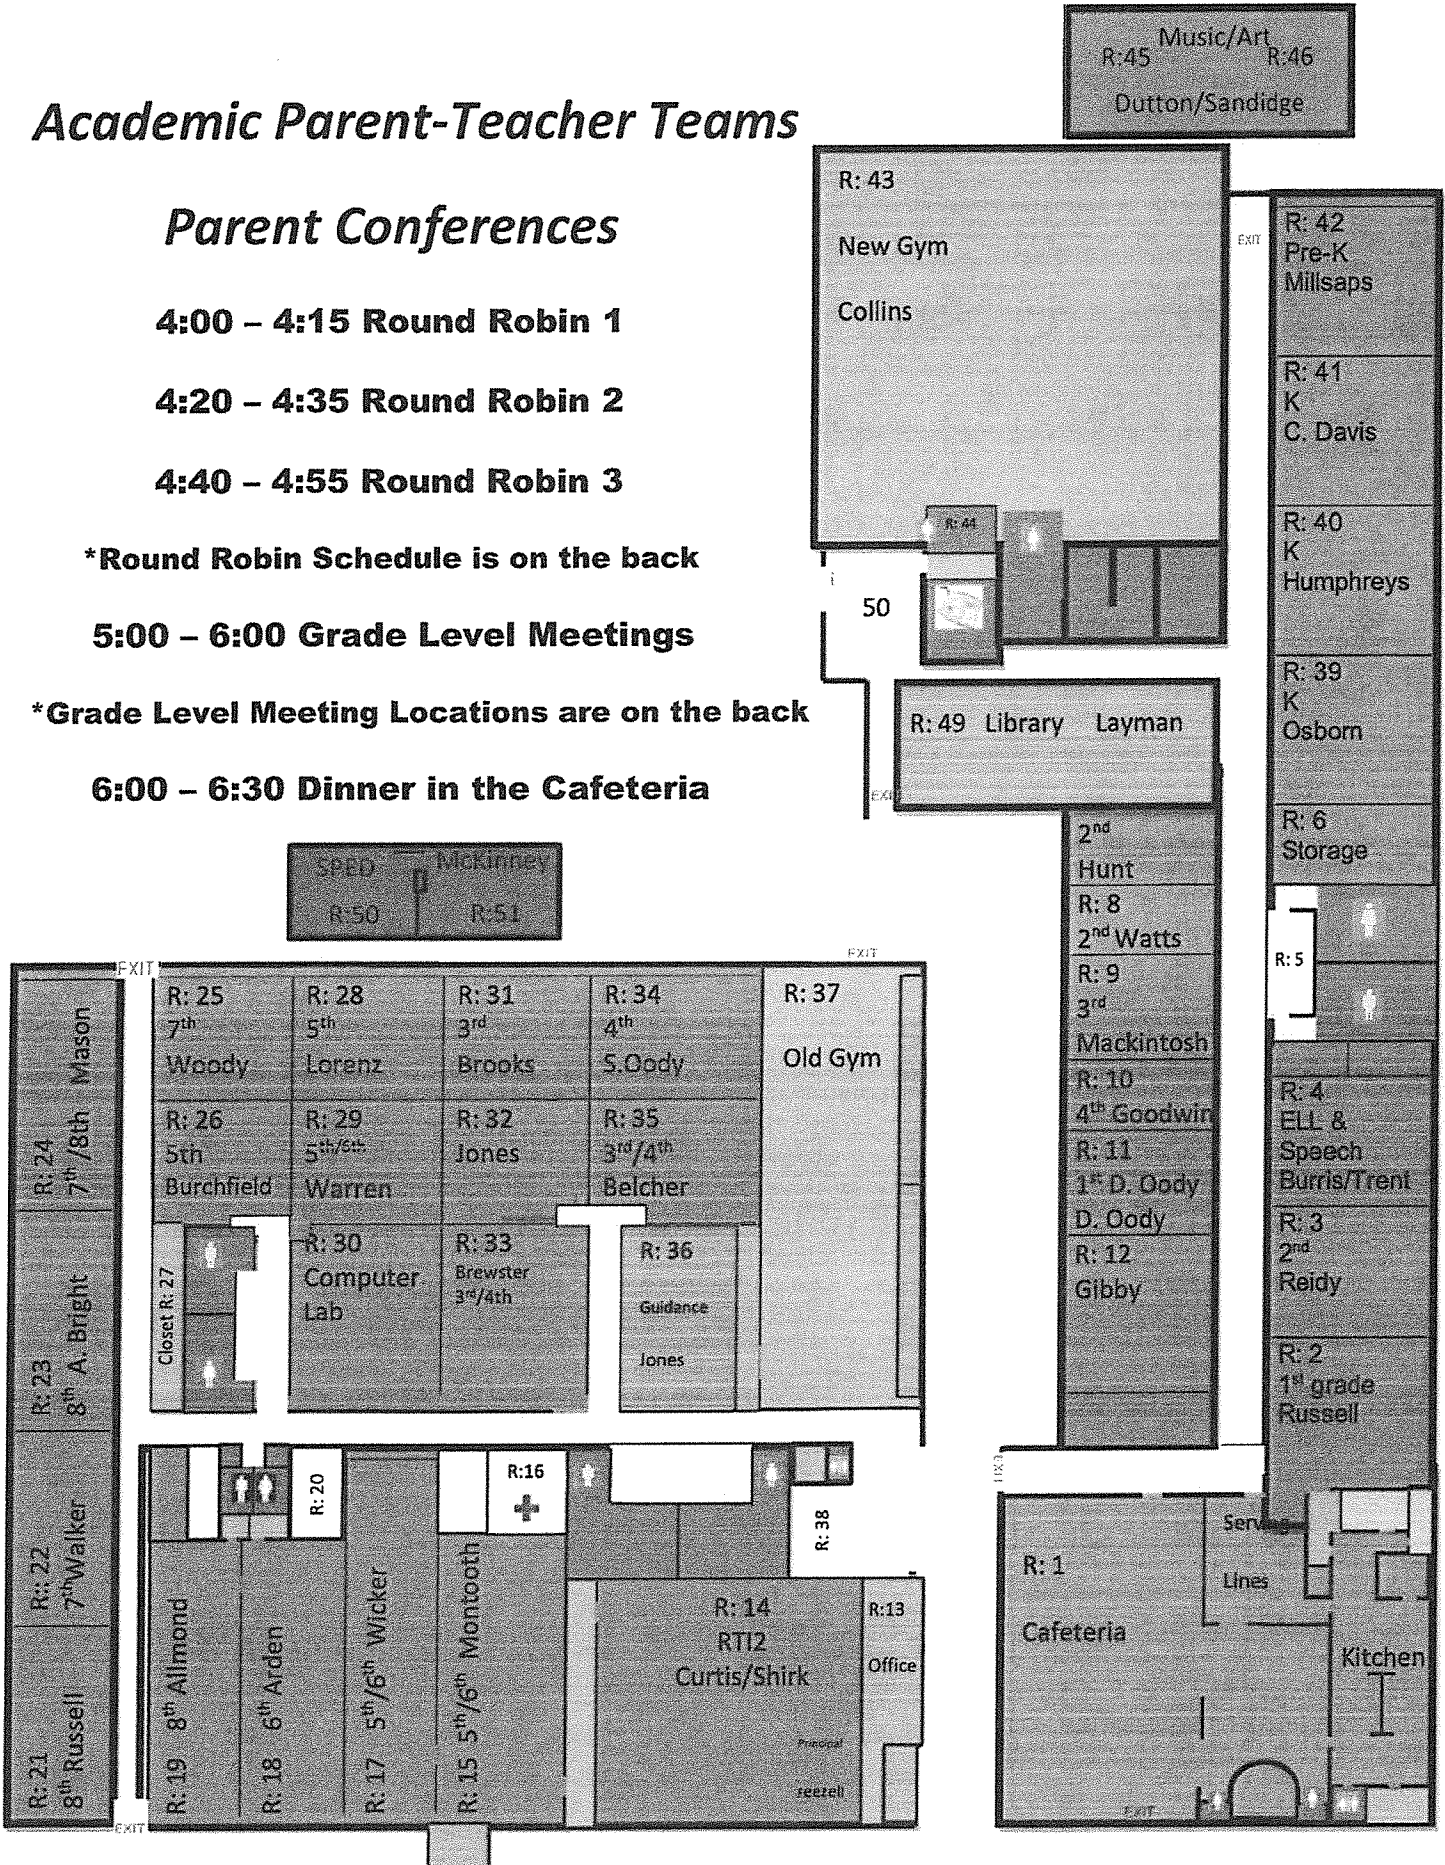 Music/Art
R:45 R:46
Dutton/Sandidge
Academic Parent-Teacher Teams
Parent Conferences
4:00 – 4:15 Round Robin 1
4:20 – 4:35 Round Robin 2
4:40 – 4:55 Round Robin 3
*Round Robin Schedule is on the back
5:00 – 6:00 Grade Level Meetings
*Grade Level Meeting Locations are on the back
6:00 – 6:30 Dinner in the Cafeteria
R: 43
New Gym
Collins
R: 44
50
EXIT
R: 42
Pre-K
Millsaps
R: 41
K
C. Davis
R: 40
K
Humphreys
R: 39
K
Osborn
R: 6
Storage
R: 5
R: 4
ELL &
Speech
Burris/Trent
R: 3
2nd
Reidy
R: 2
1st grade
Russell
R: 49 Library Layman
EXIT
2nd
Hunt
R: 8
2nd Watts
R: 9
3rd
Mackintosh
R: 10
4th Goodwin
R: 11
1st D. Oody
D. Oody
R: 12
Gibby
SPED McKinney
R:50 R:51
EXIT
EXIT
R: 24
7th/8th Mason
R: 23
8th A. Bright
R:: 22
7th Walker
R: 21
8th Russell
R: 25
7th
Woody
R: 28
5th
Lorenz
R: 31
3rd
Brooks
R: 34
4th
S.Oody
R: 37
Old Gym
R: 26
5th
Burchfield
R: 29
5th/6th
Warren
R: 32
Jones
R: 35
3rd/4th
Belcher
Closet R: 27
R: 30
Computer
Lab
R: 33
Brewster
3rd/4th
R: 36
Guidance
Jones
R: 20
R:16
R: 38
R: 19 8th Allmond
R: 18 6th Arden
R: 17 5th/6th Wicker
R: 15 5th/6th Montooth
R: 14
RTI2
Curtis/Shirk
Principal
R:13
Office
EXIT
EXIT
R: 1
Cafeteria
Serving
Lines
Kitchen
EXIT